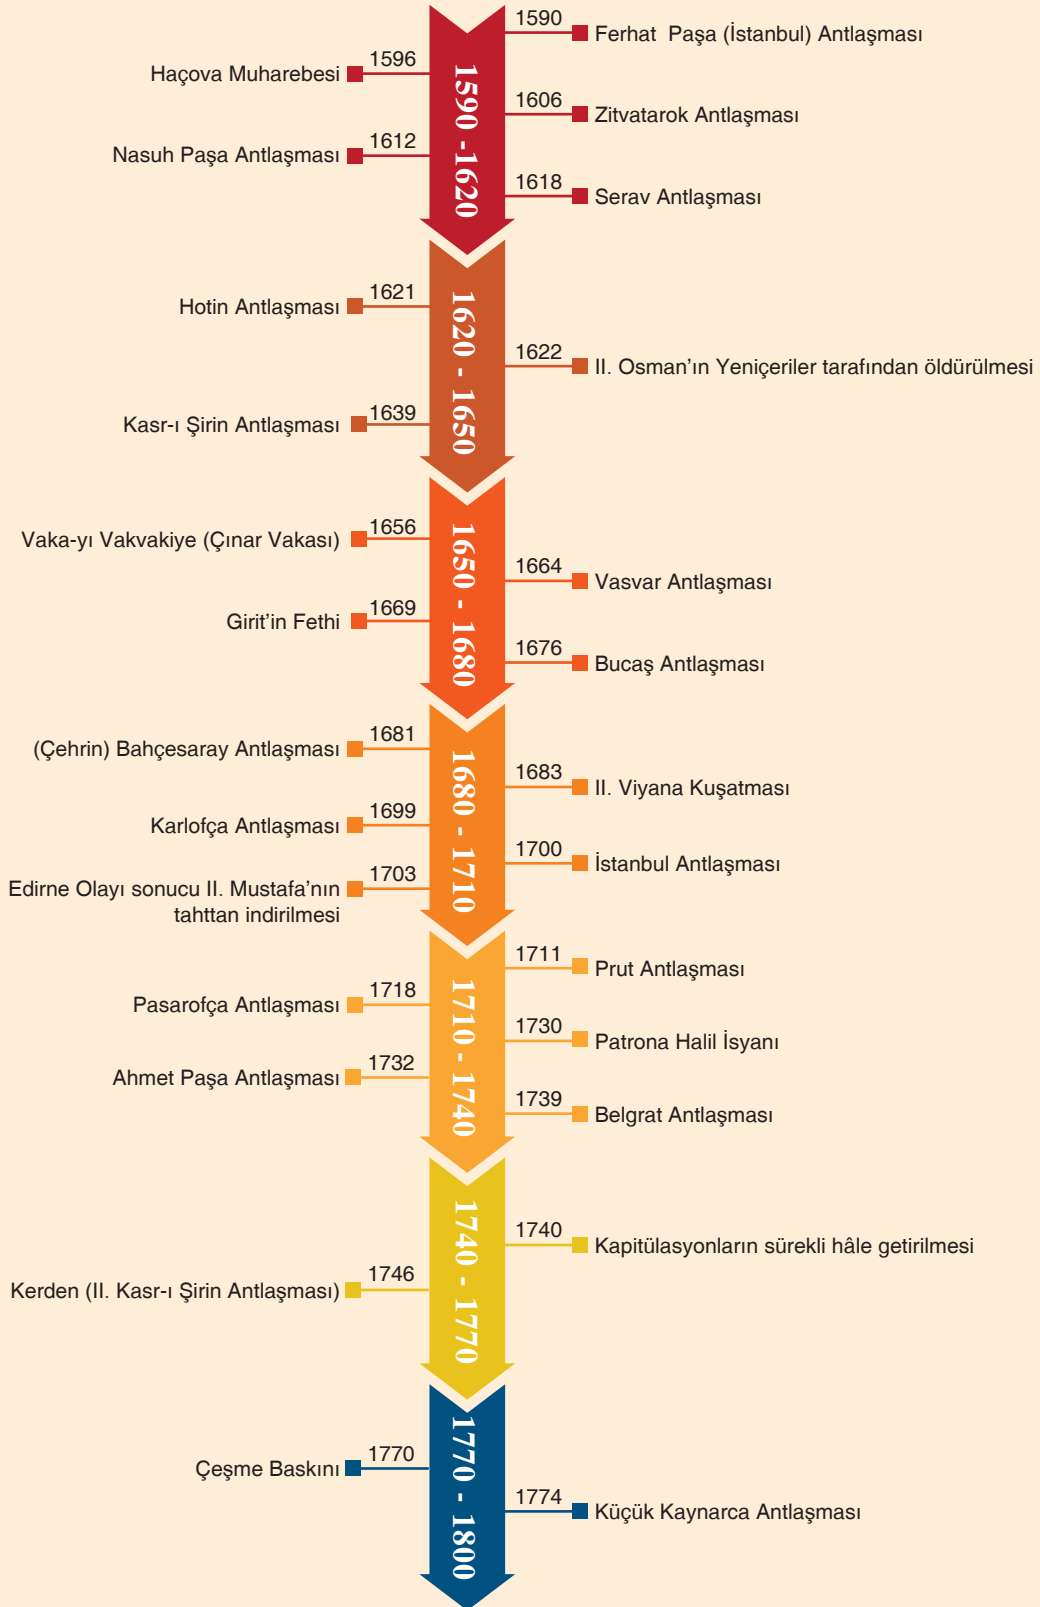 1590
Ferhat Paşa (İstanbul) Antlaşması
1596
Haçova Muharebesi
1590 -1620
1606
Zitvatarok Antlaşması
1612
Nasuh Paşa Antlaşması
1618
Serav Antlaşması
1621
Hotin Antlaşması
1620 - 1650
1622
II. Osman’ın Yeniçeriler tarafından öldürülmesi
1639
Kasr-ı Şirin Antlaşması
1656
Vaka-yı Vakvakiye (Çınar Vakası)
1650 - 1680
1664
Vasvar Antlaşması
1669
Girit’in Fethi
1676
Bucaş Antlaşması
1681
(Çehrin) Bahçesaray Antlaşması
1680 - 1710
1683
II. Viyana Kuşatması
1699
Karlofça Antlaşması
1700
İstanbul Antlaşması
1703
Edirne Olayı sonucu II. Mustafa’nın
tahttan indirilmesi
1711
Prut Antlaşması
1710 - 1740
1718
Pasarofça Antlaşması
1730
Patrona Halil İsyanı
1732
Ahmet Paşa Antlaşması
1739
Belgrat Antlaşması
1740 - 1770
1740
Kapitülasyonların sürekli hâle getirilmesi
1746
Kerden (II. Kasr-ı Şirin Antlaşması)
1770 - 1800
1770
Çeşme Baskını
1774
Küçük Kaynarca Antlaşması